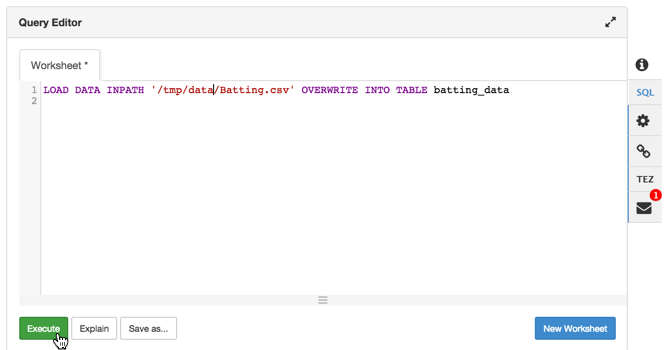 Query Editor
Worksheet *
1 LOAD DATA INPATH '/tmp/data/Batting.csv' OVERWRITE INTO TABLE batting_data
2
SQL
TEZ
1
Execute
Explain
Save as...
New Worksheet